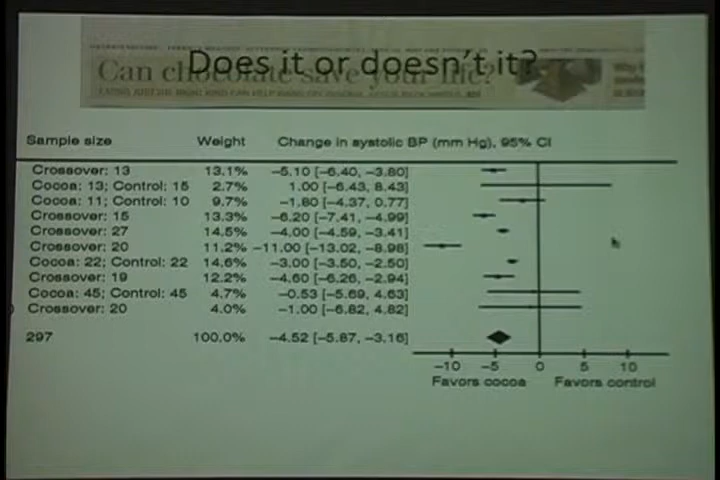 Does it or doesn't it?
Can chocolate save your life?
Sample size Weight Change in systolic BP (mm Hg), 95% CI
Crossover: 13 13.1% −5.10 [−6.40, −3.80]
Cocoa: 13; Control: 15 2.7% 1.00 [−6.43, 8.43]
Cocoa: 11; Control: 10 9.7% −1.80 [−4.37, 0.77]
Crossover: 15 13.3% −6.20 [−7.41, −4.99]
Crossover: 27 14.5% −4.00 [−4.59, −3.41]
Crossover: 20 11.2% −11.00 [−13.02, −8.98]
Cocoa: 22; Control: 22 14.6% −3.00 [−3.50, −2.50]
Crossover: 19 12.2% −4.60 [−6.26, −2.94]
Cocoa: 45; Control: 45 4.7% −0.53 [−5.69, 4.63]
Crossover: 20 4.0% −1.00 [−6.82, 4.82]
297 100.0% −4.52 [−5.87, −3.16]
−10 −5 0 5 10
Favors cocoa Favors control